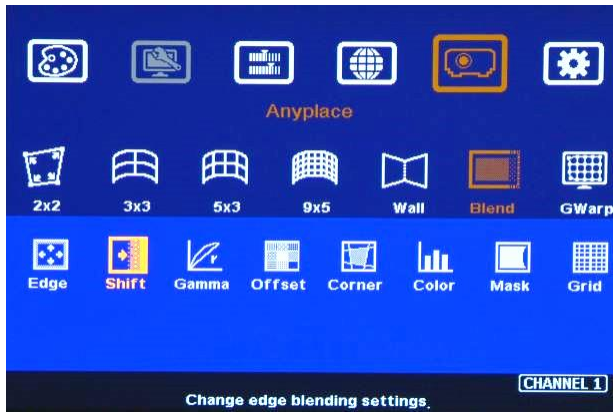 Anyplace
2x2 3x3 5x3 9x5 Wall Blend GWarp
Edge Shift Gamma Offset Corner Color Mask Grid
CHANNEL 1
Change edge blending settings.